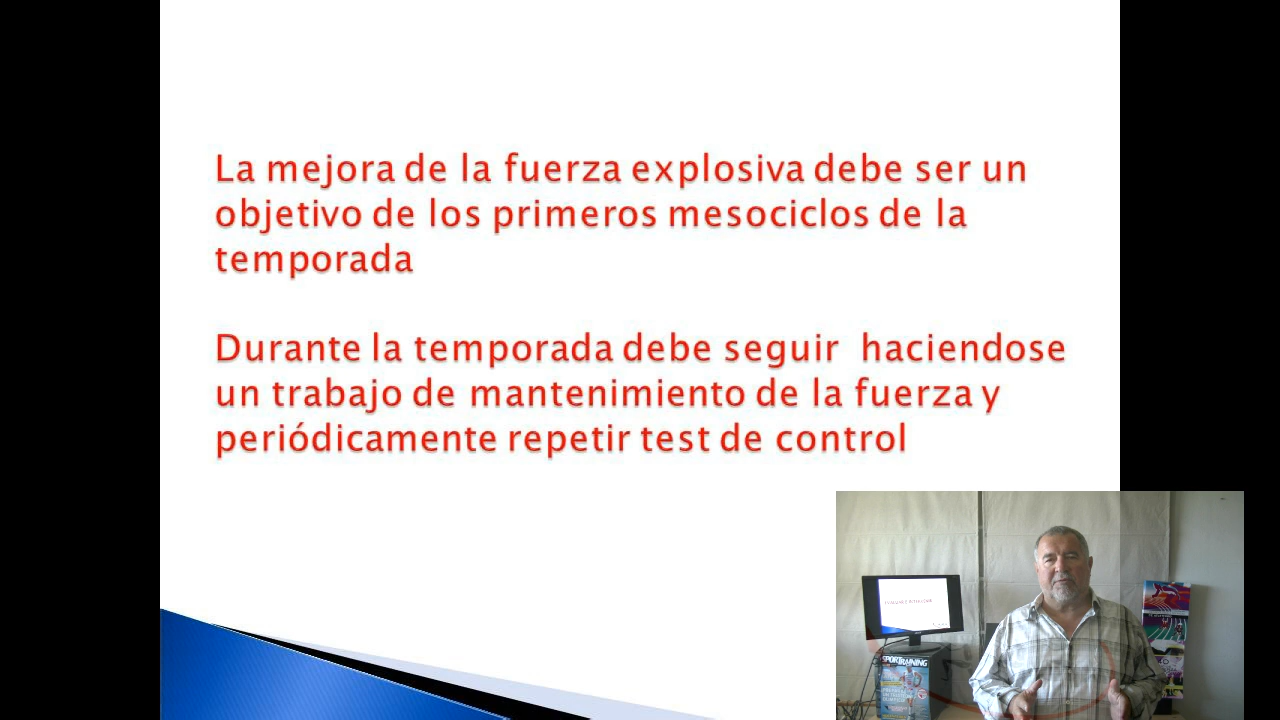 La mejora de la fuerza explosiva debe ser un
objetivo de los primeros mesociclos de la
temporada
Durante la temporada debe seguir haciendose
un trabajo de mantenimiento de la fuerza y
periódicamente repetir test de control
SPORTRAINING